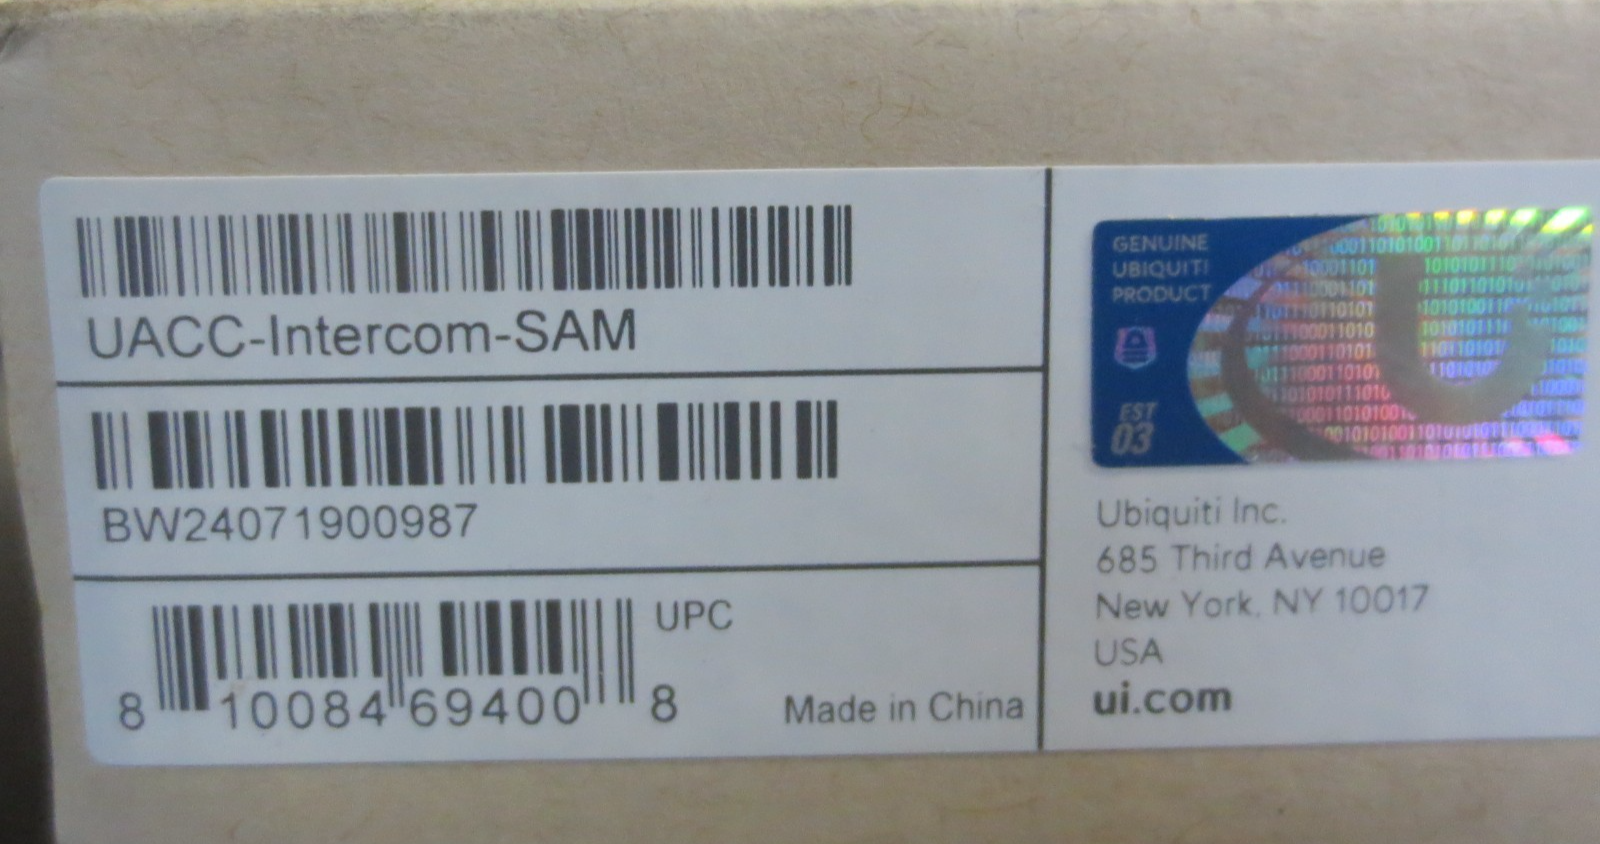 UACC-Intercom-SAM
BW24071900987
UPC
8 10084 69400 8
Made in China
GENUINE
UBIQUITI
PRODUCT
EST
03
Ubiquiti Inc.
685 Third Avenue
New York, NY 10017
USA
ui.com